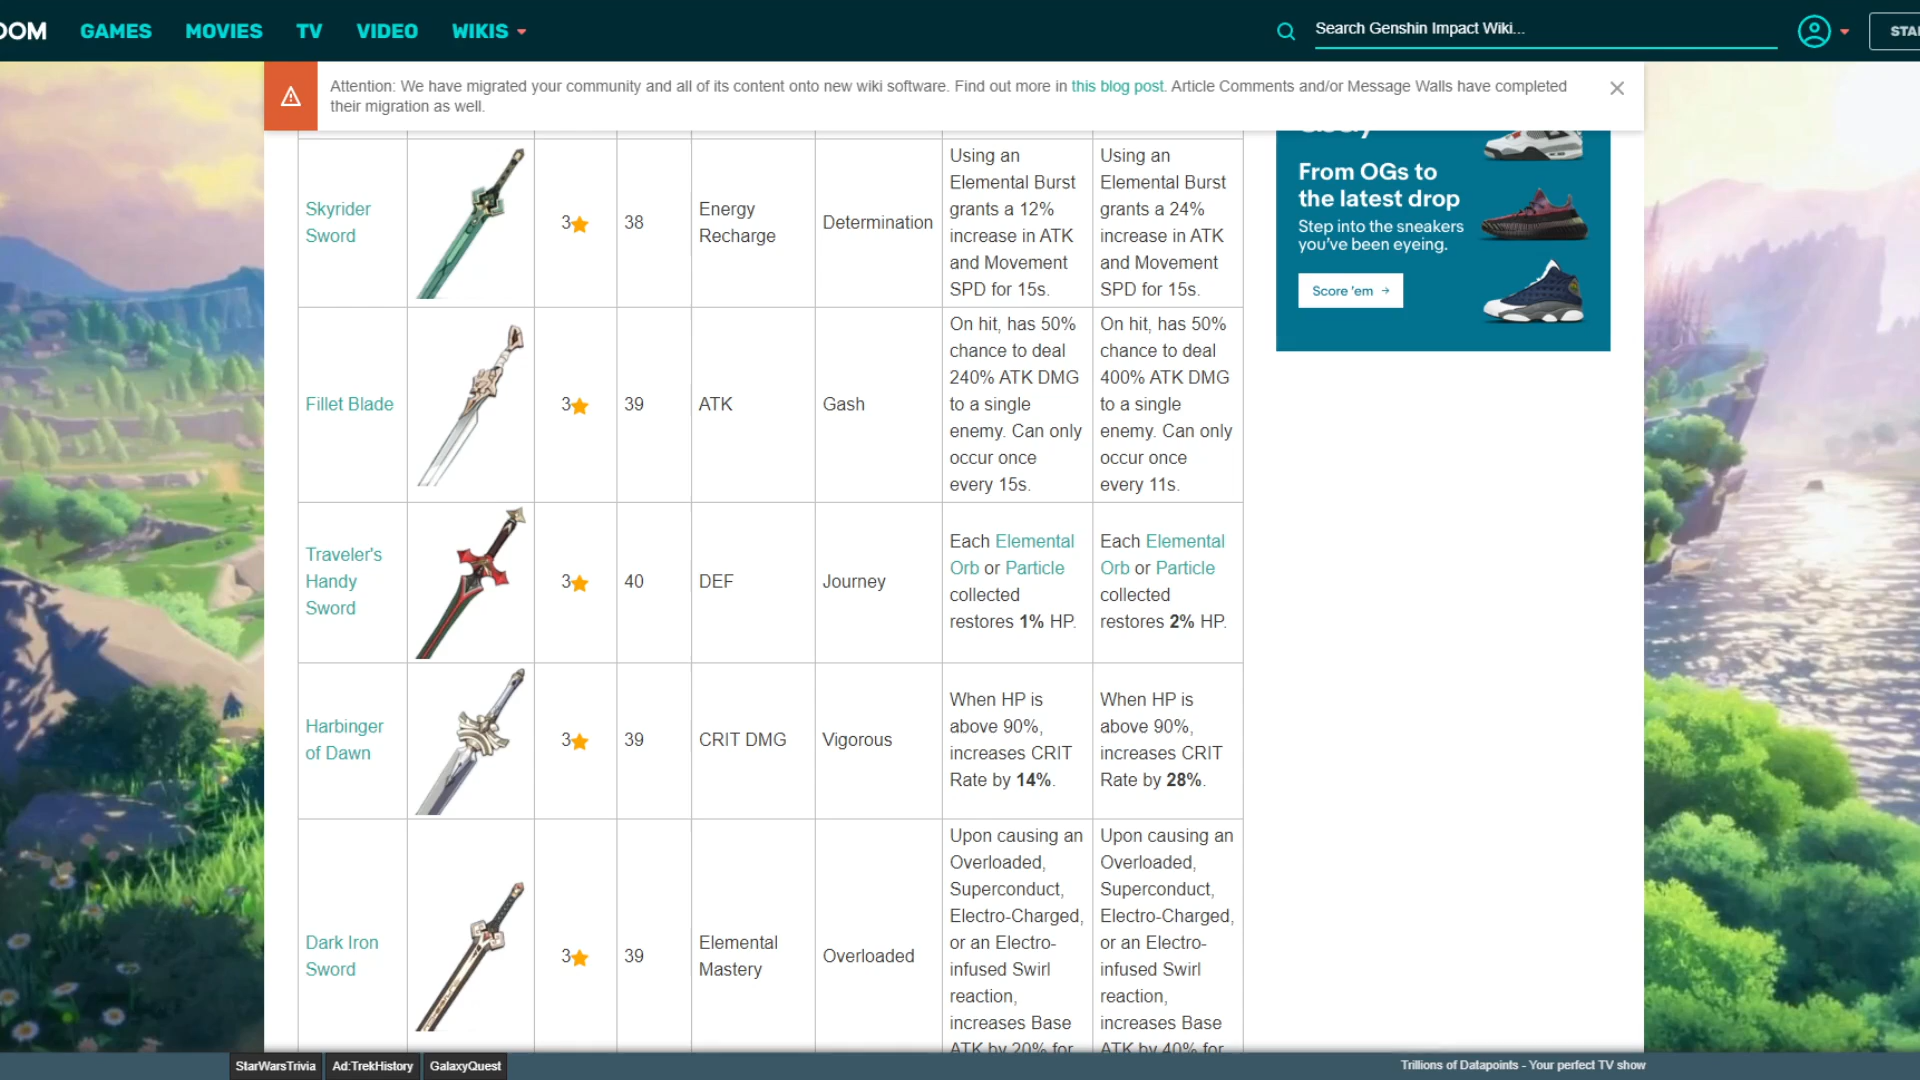 OOM
GAMES
MOVIES
TV
VIDEO
WIKIS
Search Genshin Impact Wiki...
Attention: We have migrated your community and all of its content onto new wiki software. Find out more in this blog post. Article Comments and/or Message Walls have completed
their migration as well.
From OGs to
the latest drop
Step into the sneakers
you've been eyeing.
Score 'em →
Skyrider
Sword
3
38
Energy
Recharge
Determination
Using an
Elemental Burst
grants a 12%
increase in ATK
and Movement
SPD for 15s.
Using an
Elemental Burst
grants a 24%
increase in ATK
and Movement
SPD for 15s.
Fillet Blade
3
39
ATK
Gash
On hit, has 50%
chance to deal
240% ATK DMG
to a single
enemy. Can only
occur once
every 15s.
On hit, has 50%
chance to deal
400% ATK DMG
to a single
enemy. Can only
occur once
every 11s.
Traveler's
Handy
Sword
3
40
DEF
Journey
Each Elemental
Orb or Particle
collected
restores 1% HP.
Each Elemental
Orb or Particle
collected
restores 2% HP.
Harbinger
of Dawn
3
39
CRIT DMG
Vigorous
When HP is
above 90%,
increases CRIT
Rate by 14%.
When HP is
above 90%,
increases CRIT
Rate by 28%.
Dark Iron
Sword
3
39
Elemental
Mastery
Overloaded
Upon causing an
Overloaded,
Superconduct,
Electro-Charged,
or an Electro-
infused Swirl
reaction,
increases Base
ATK by 20% for
Upon causing an
Overloaded,
Superconduct,
Electro-Charged,
or an Electro-
infused Swirl
reaction,
increases Base
ATK by 40% for
StarWarsTrivia
Ad:TrekHistory
GalaxyQuest
Trillions of Datapoints - Your perfect TV show